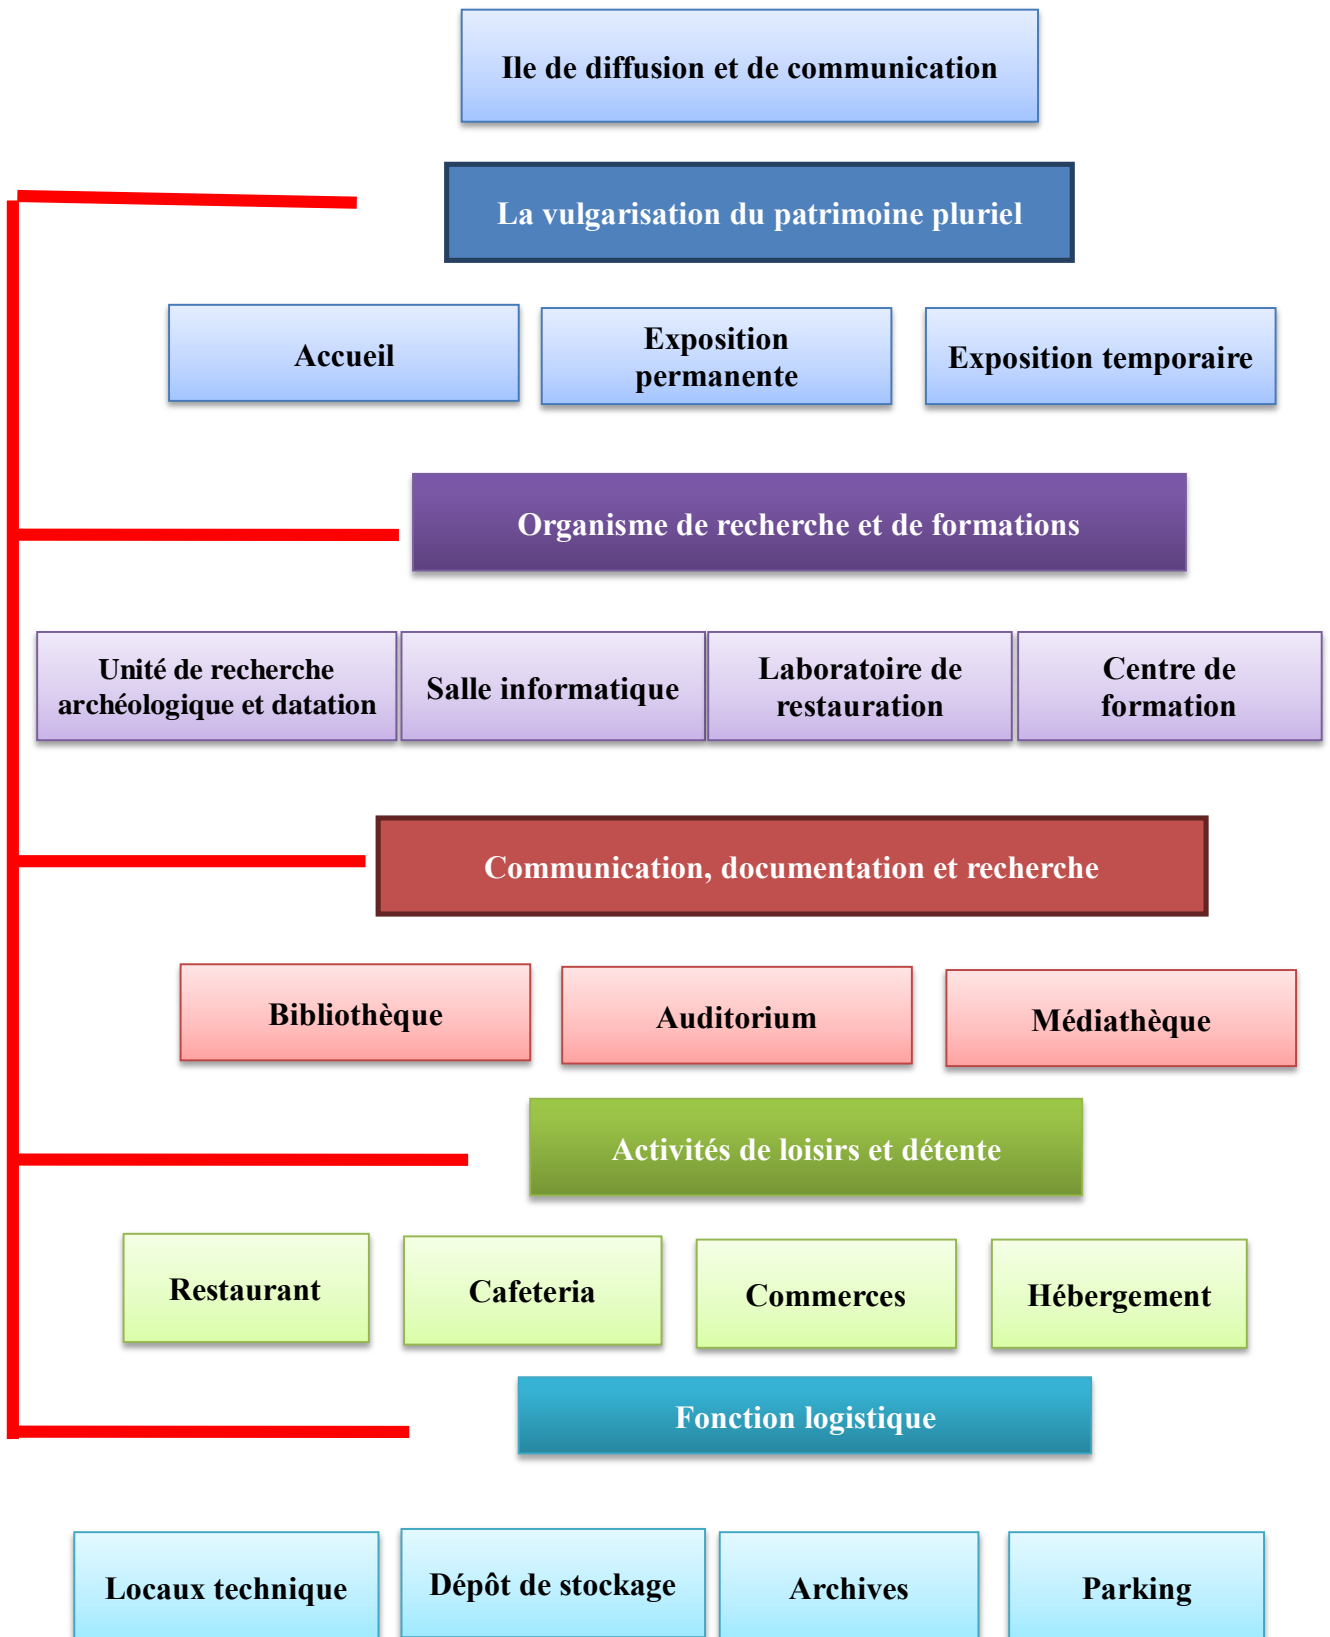 Ile de diffusion et de communication
La vulgarisation du patrimoine pluriel
Accueil
Exposition
permanente
Exposition temporaire
Organisme de recherche et de formations
Unité de recherche
archéologique et datation
Salle informatique
Laboratoire de
restauration
Centre de
formation
Communication, documentation et recherche
Bibliothèque
Auditorium
Médiathèque
Activités de loisirs et détente
Restaurant
Cafeteria
Commerces
Hébergement
Fonction logistique
Locaux technique
Dépôt de stockage
Archives
Parking